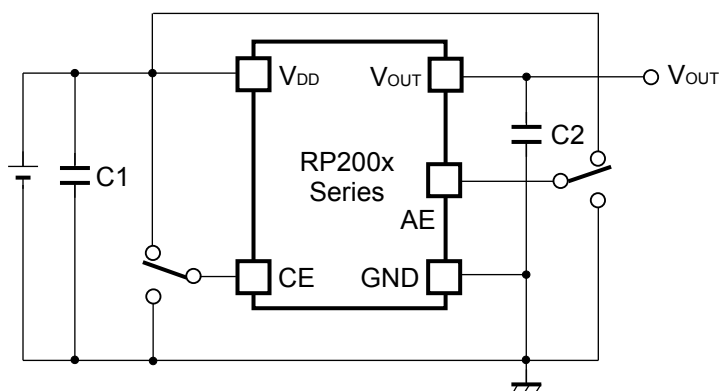 VDD
VOUT
VOUT
C1
RP200x
Series
C2
AE
CE
GND